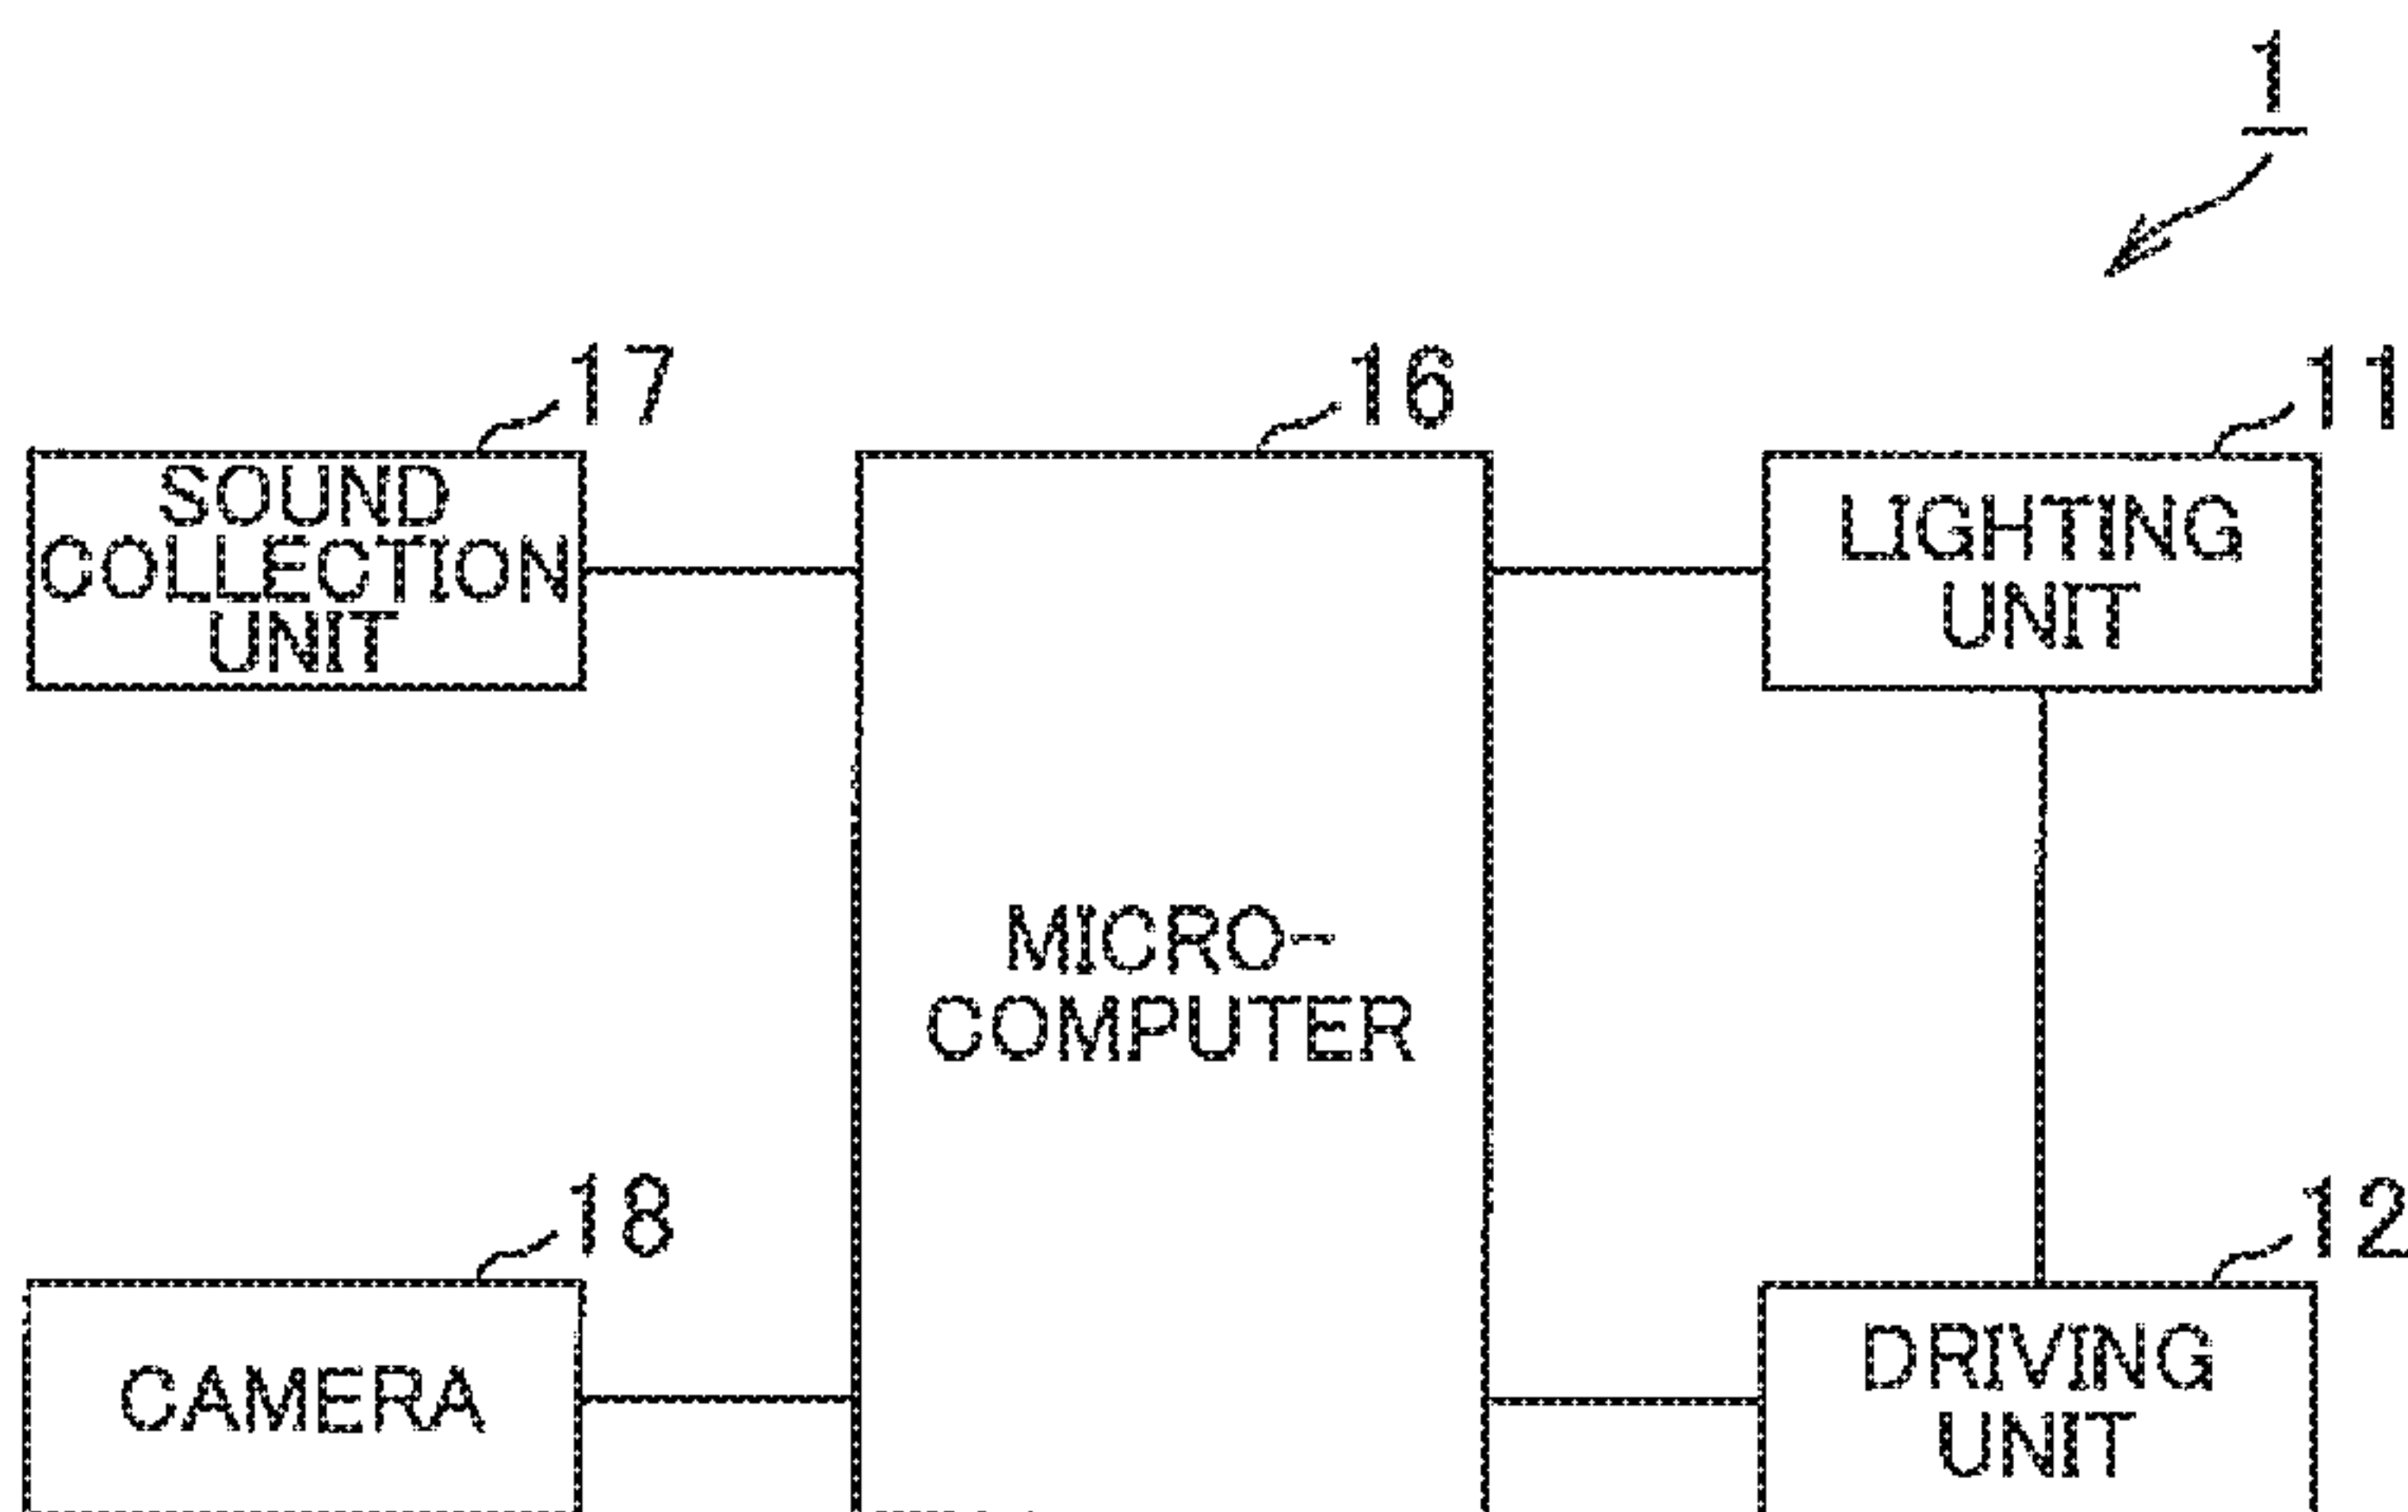 1
17
16
11
SOUND
COLLECTION
UNIT
LIGHTING
UNIT
MICRO-
COMPUTER
18
12
CAMERA
DRIVING
UNIT